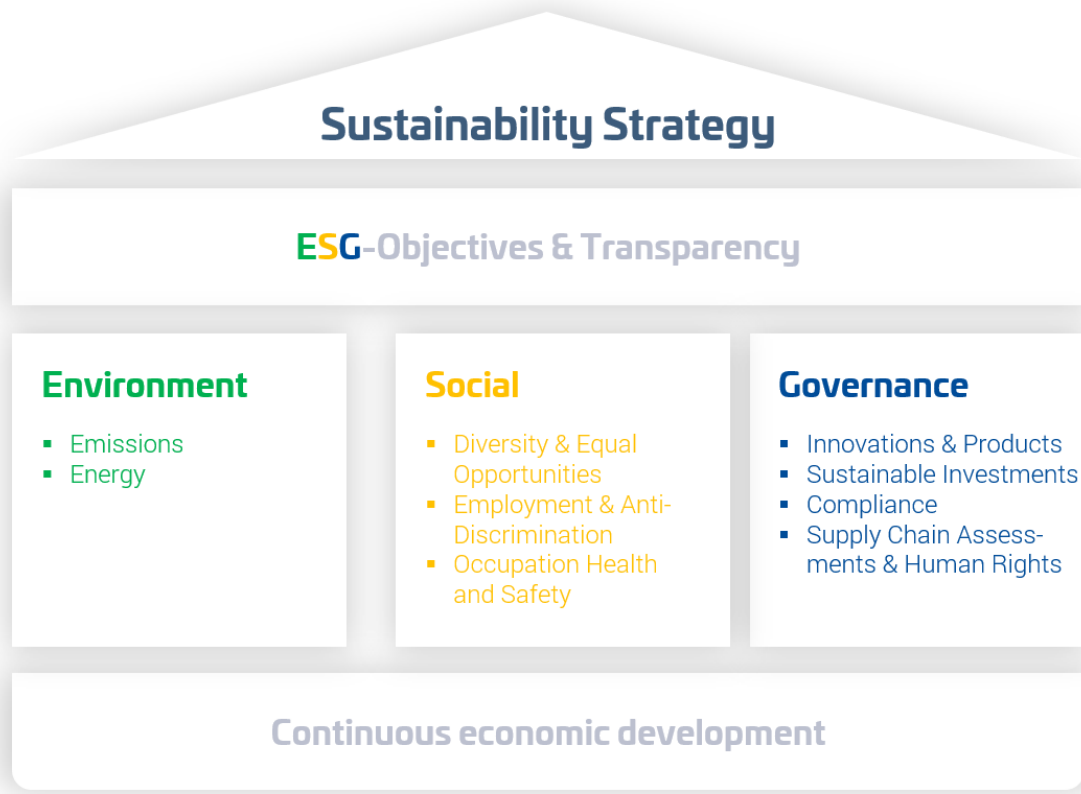 Sustainability Strategy
ESG-Objectives & Transparency
Environment
▪ Emissions
▪ Energy
Social
▪ Diversity & Equal
Opportunities
▪ Employment & Anti-
Discrimination
▪ Occupation Health
and Safety
Governance
▪ Innovations & Products
▪ Sustainable Investments
▪ Compliance
▪ Supply Chain Assess-
ments & Human Rights
Continuous economic development